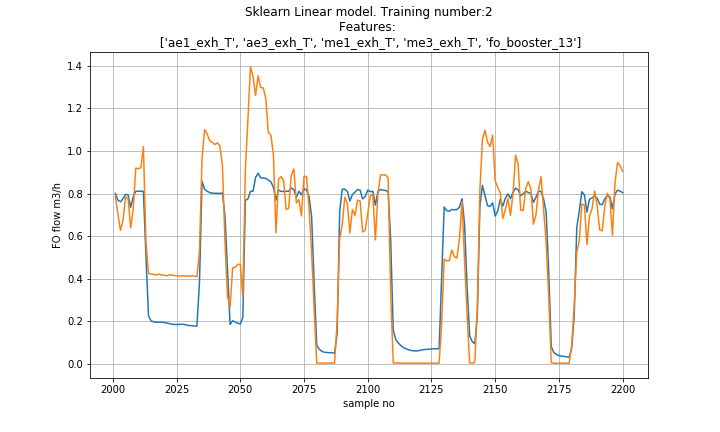 Sklearn Linear model. Training number:2
Features:
['ae1_exh_T', 'ae3_exh_T', 'me1_exh_T', 'me3_exh_T', 'fo_booster_13']
1.4
1.2
1.0
0.8
0.6
0.4
0.2
0.0
FO flow m3/h
2000 2025 2050 2075 2100 2125 2150 2175 2200
sample no